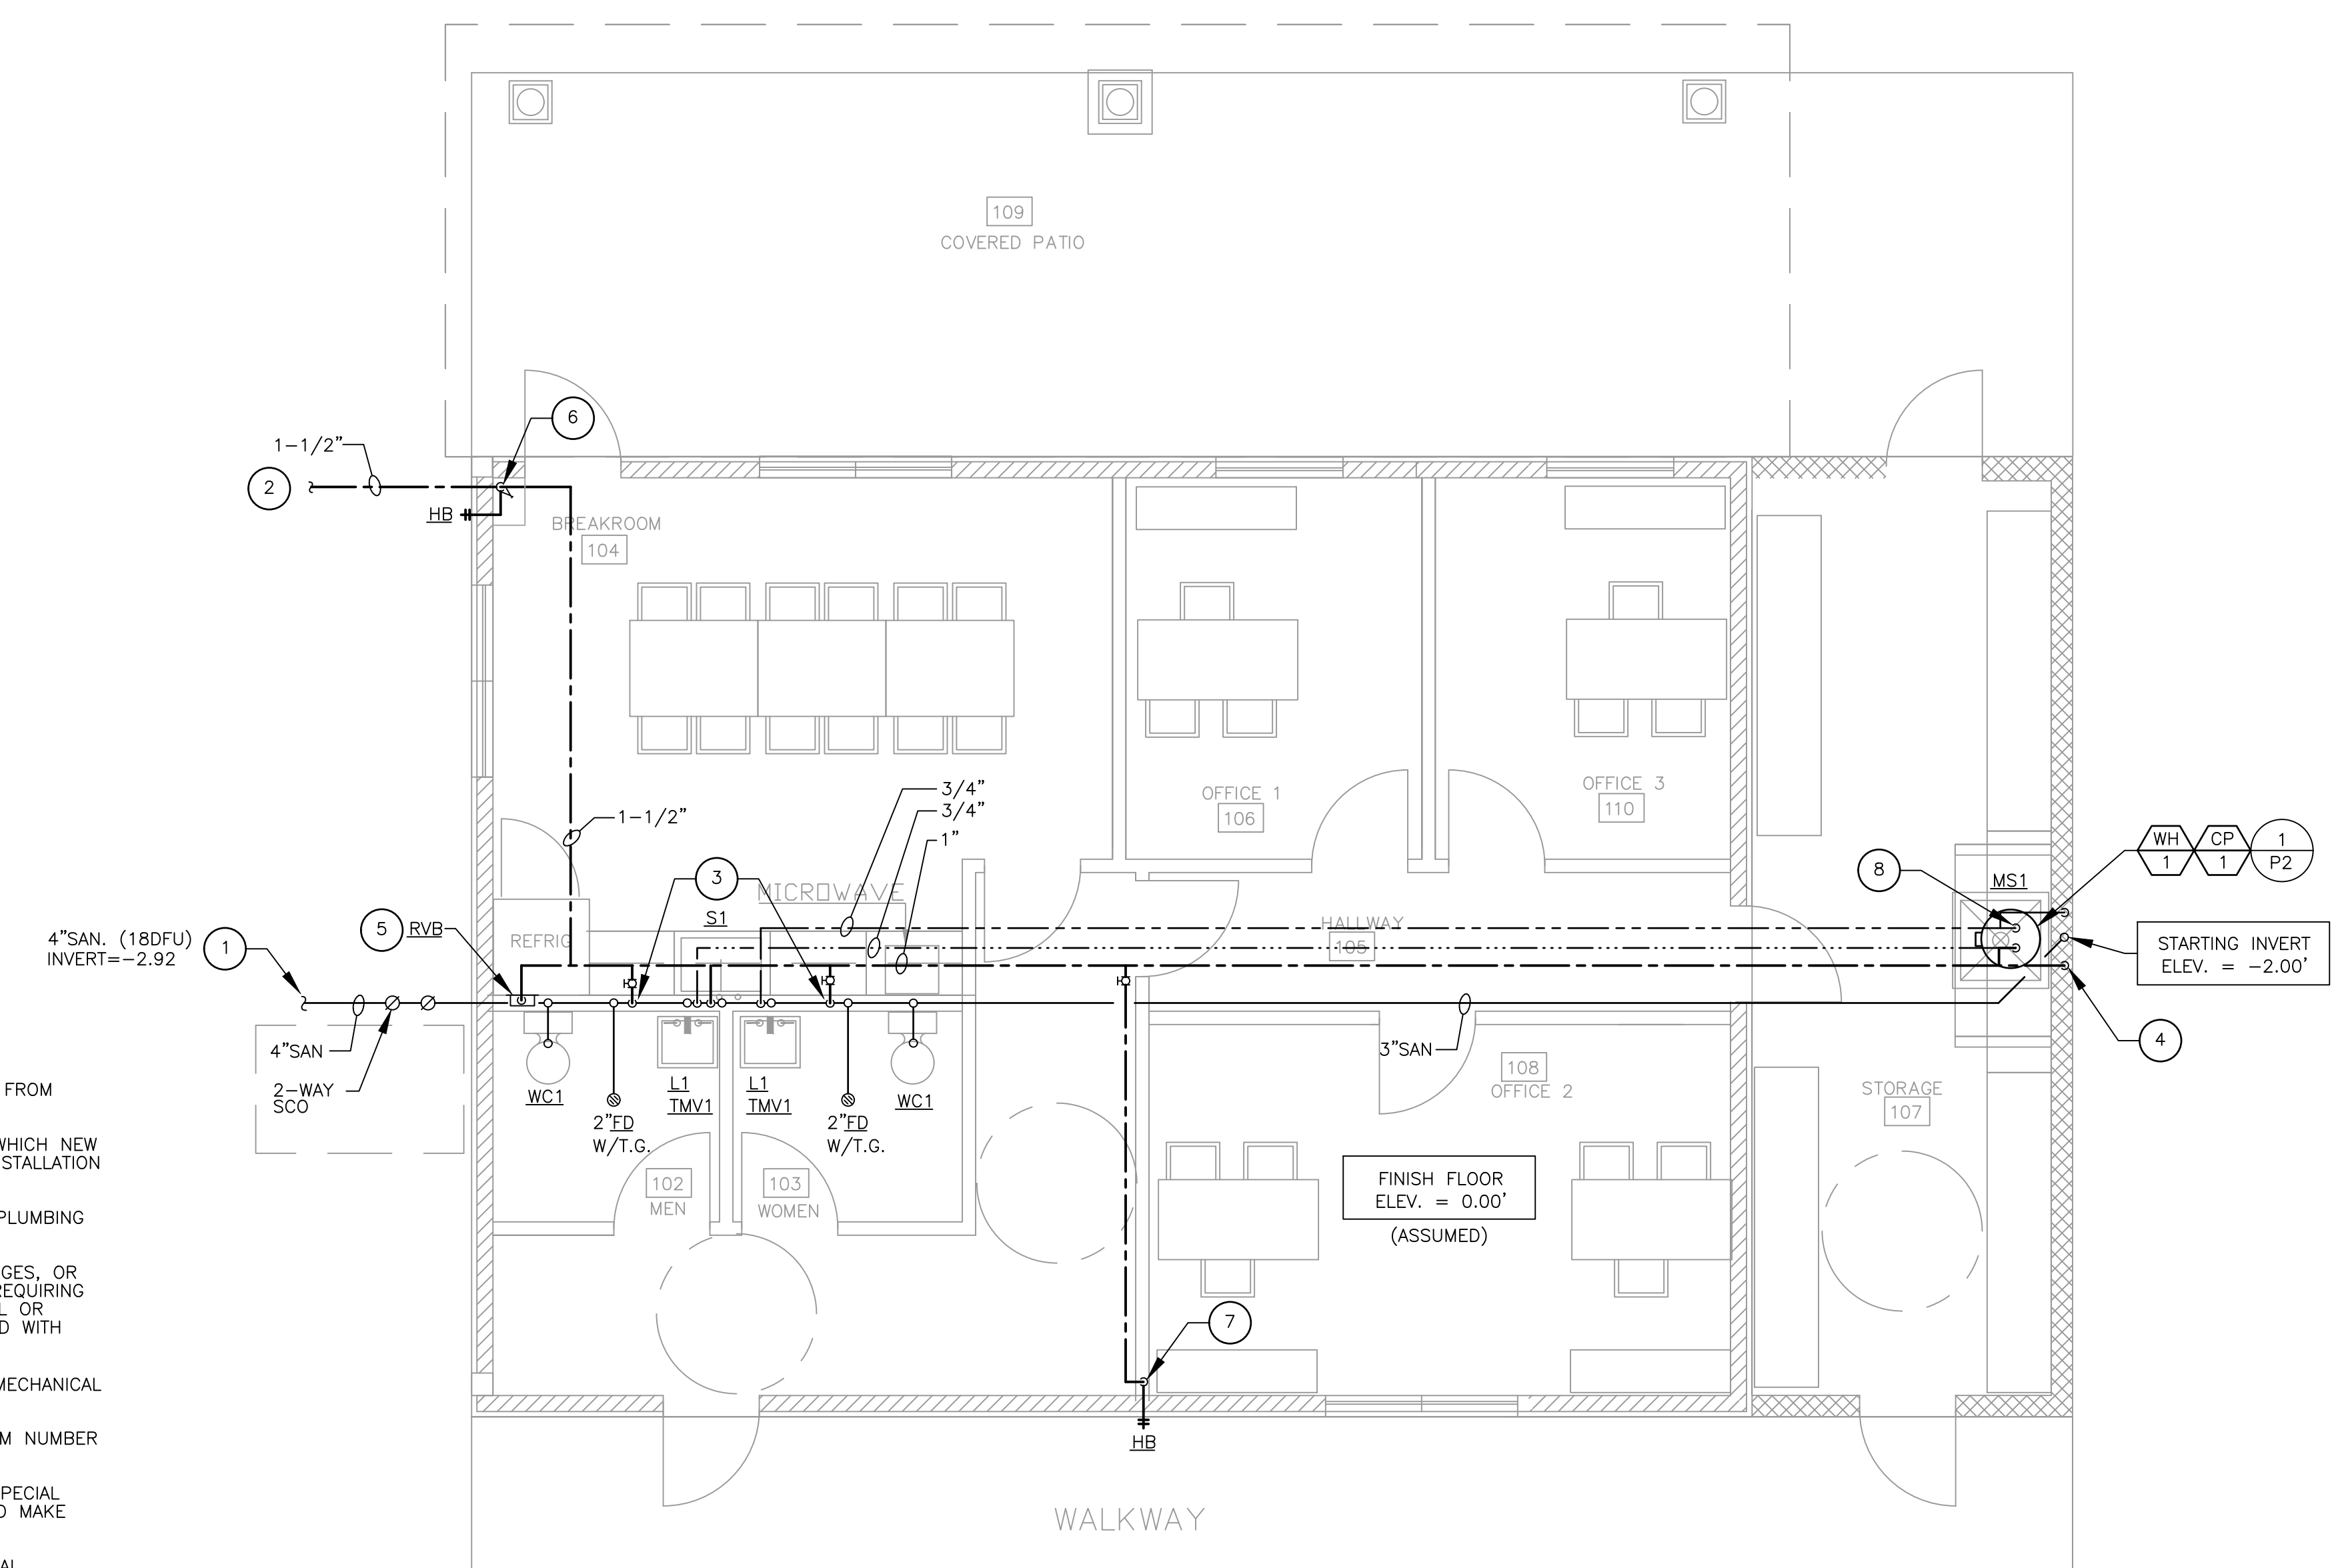 109
COVERED PATIO
6
1-1/2”
2
HB
BREAKROOM
104
3/4”
3/4”
1-1/2”
1”
OFFICE 1
106
OFFICE 3
110
WH
1
CP
1
1
P2
8
MS1
3
MICROWAVE
S1
5
RVB
REFRIG
HALLWAY
105
4”SAN. (18DFU)
INVERT=-2.92
1
STARTING INVERT
ELEV. = -2.00’
4”SAN
2-WAY
SCO
3”SAN
4
WC1
L1
TMV1
L1
TMV1
WC1
2”FD
W/T.G.
2”FD
W/T.G.
108
OFFICE 2
STORAGE
107
102
MEN
103
WOMEN
FINISH FLOOR
ELEV. = 0.00’
(ASSUMED)
7
HB
WALKWAY
FROM
WHICH NEW
STALLATION
PLUMBING
GES, OR
REQUIRING
L OR
D WITH
MECHANICAL
M NUMBER
PECIAL
O MAKE
AL